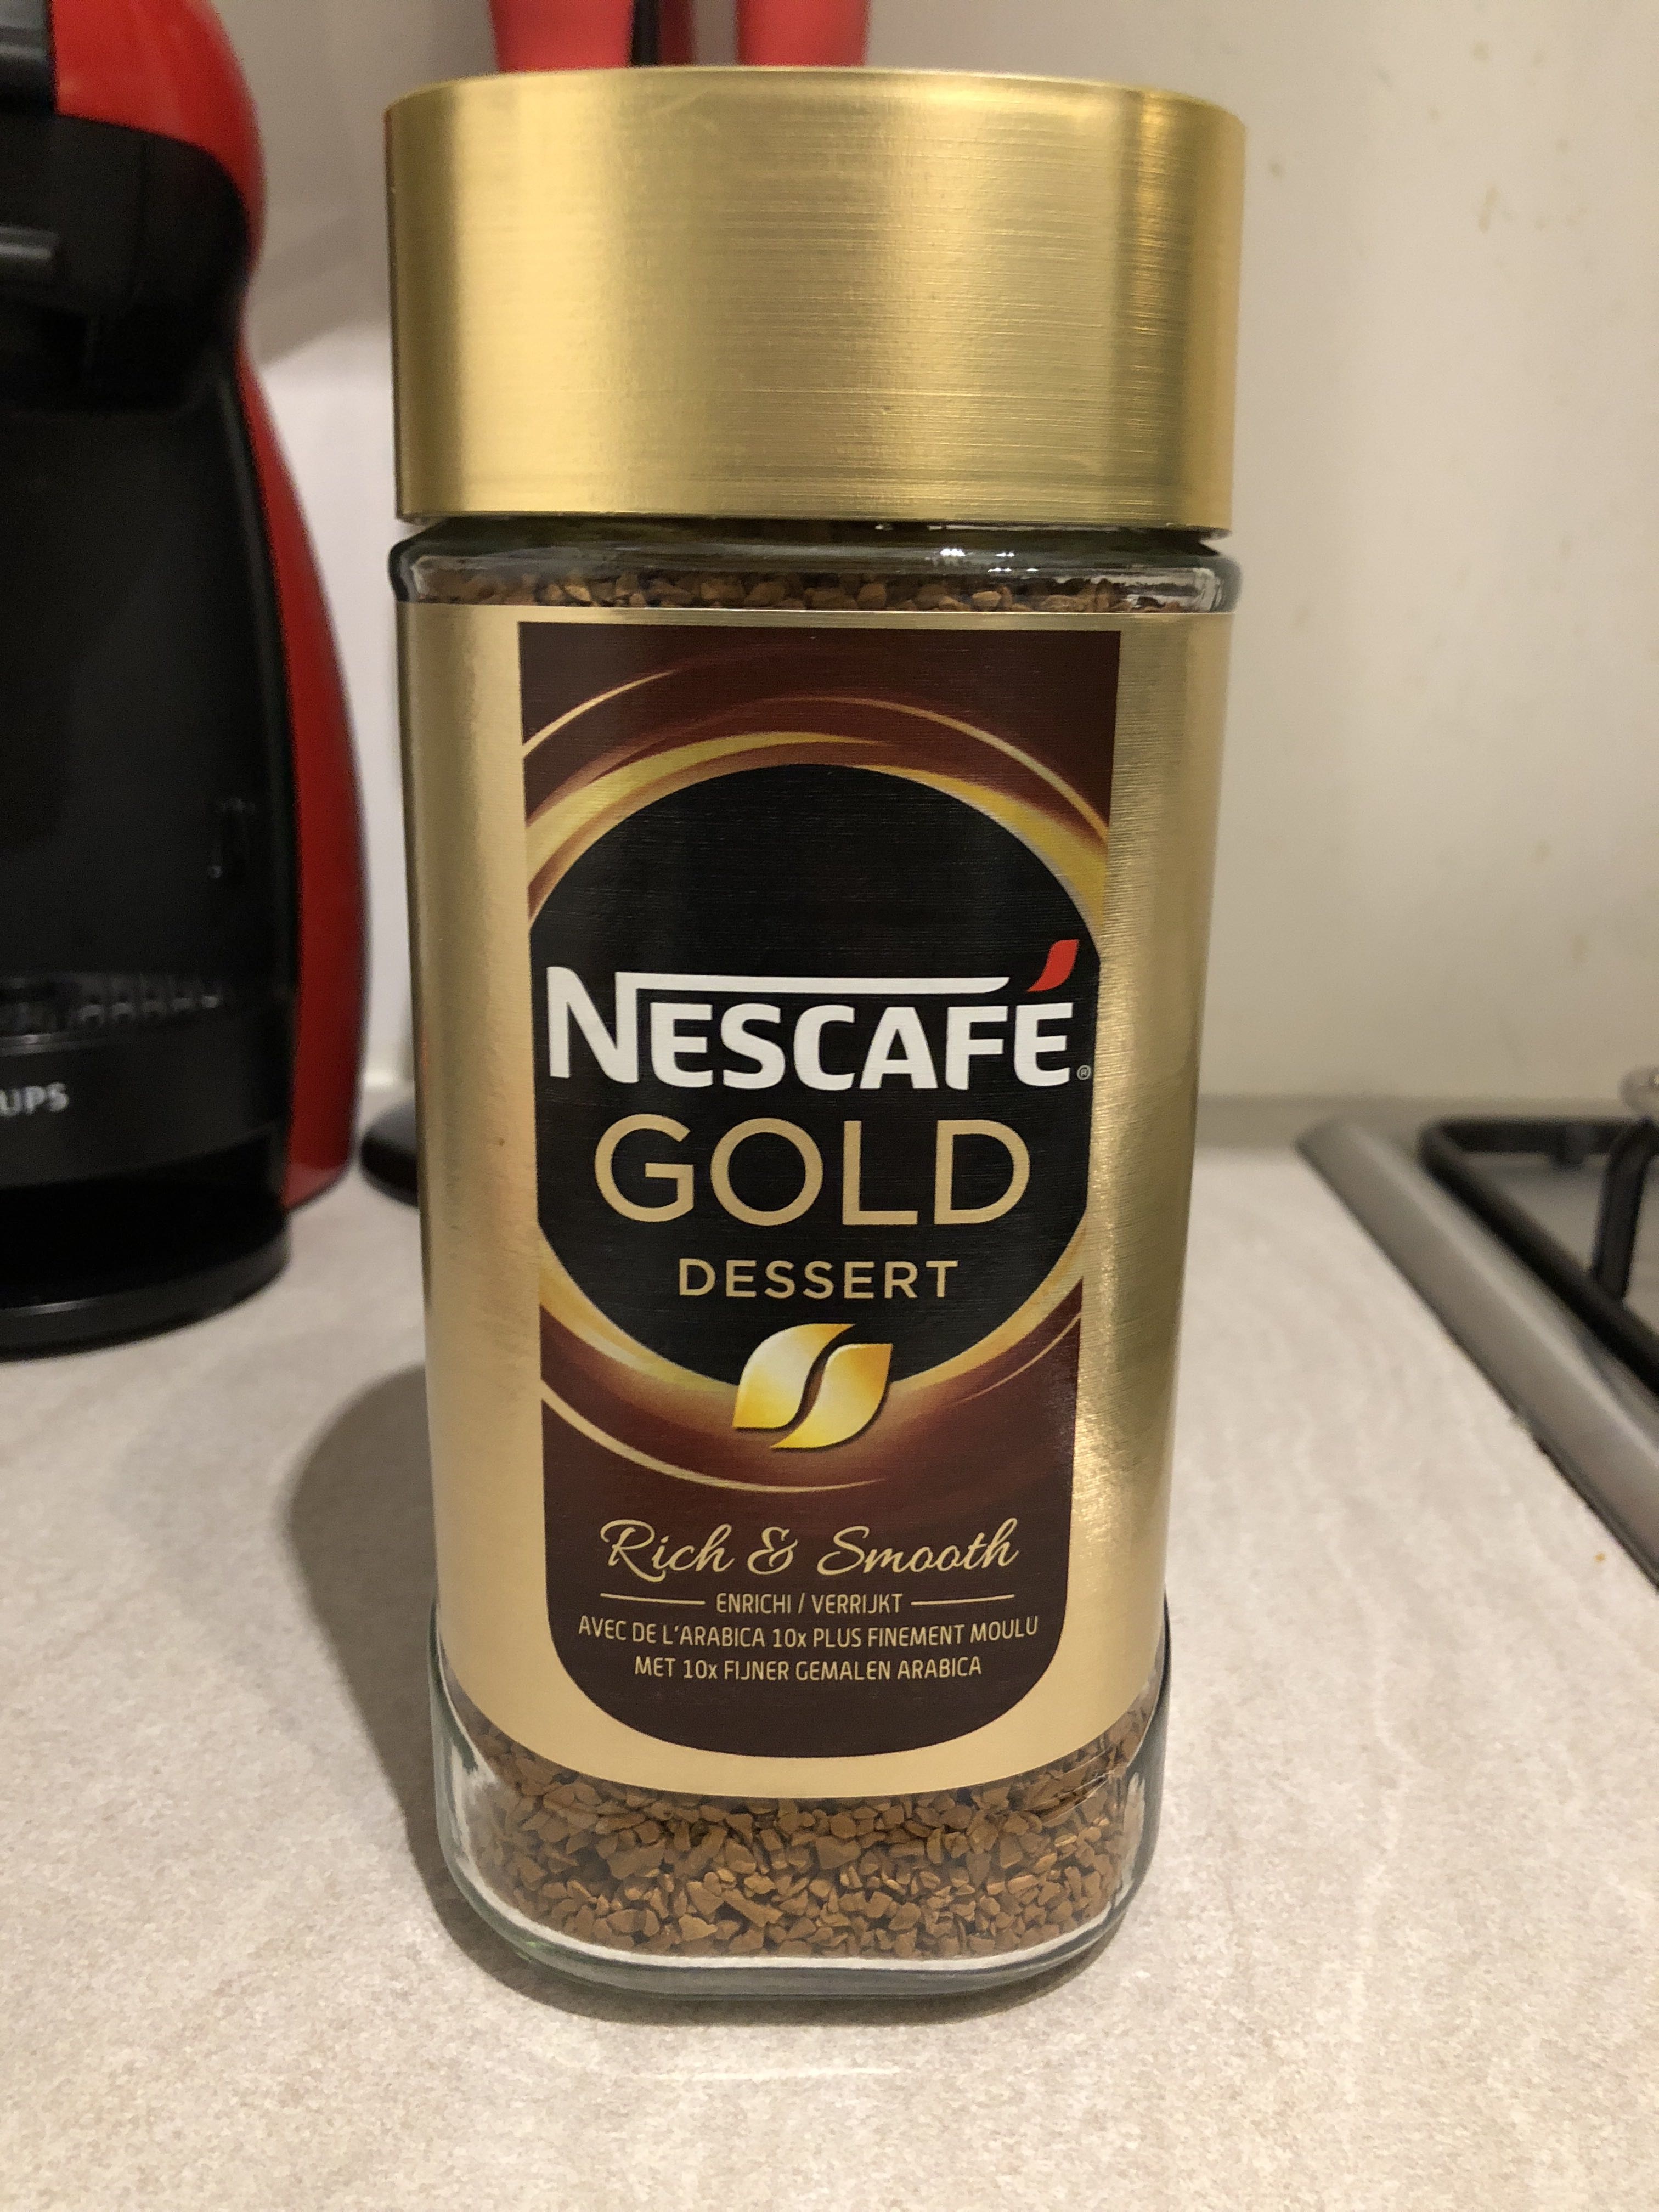 NESCAFÉ®
GOLD
DESSERT
Rich & Smooth
ENRICHI / VERRIJKT
AVEC DE L'ARABICA 10x PLUS FINEMENT MOULU
MET 10x FIJNER GEMALEN ARABICA
UPS